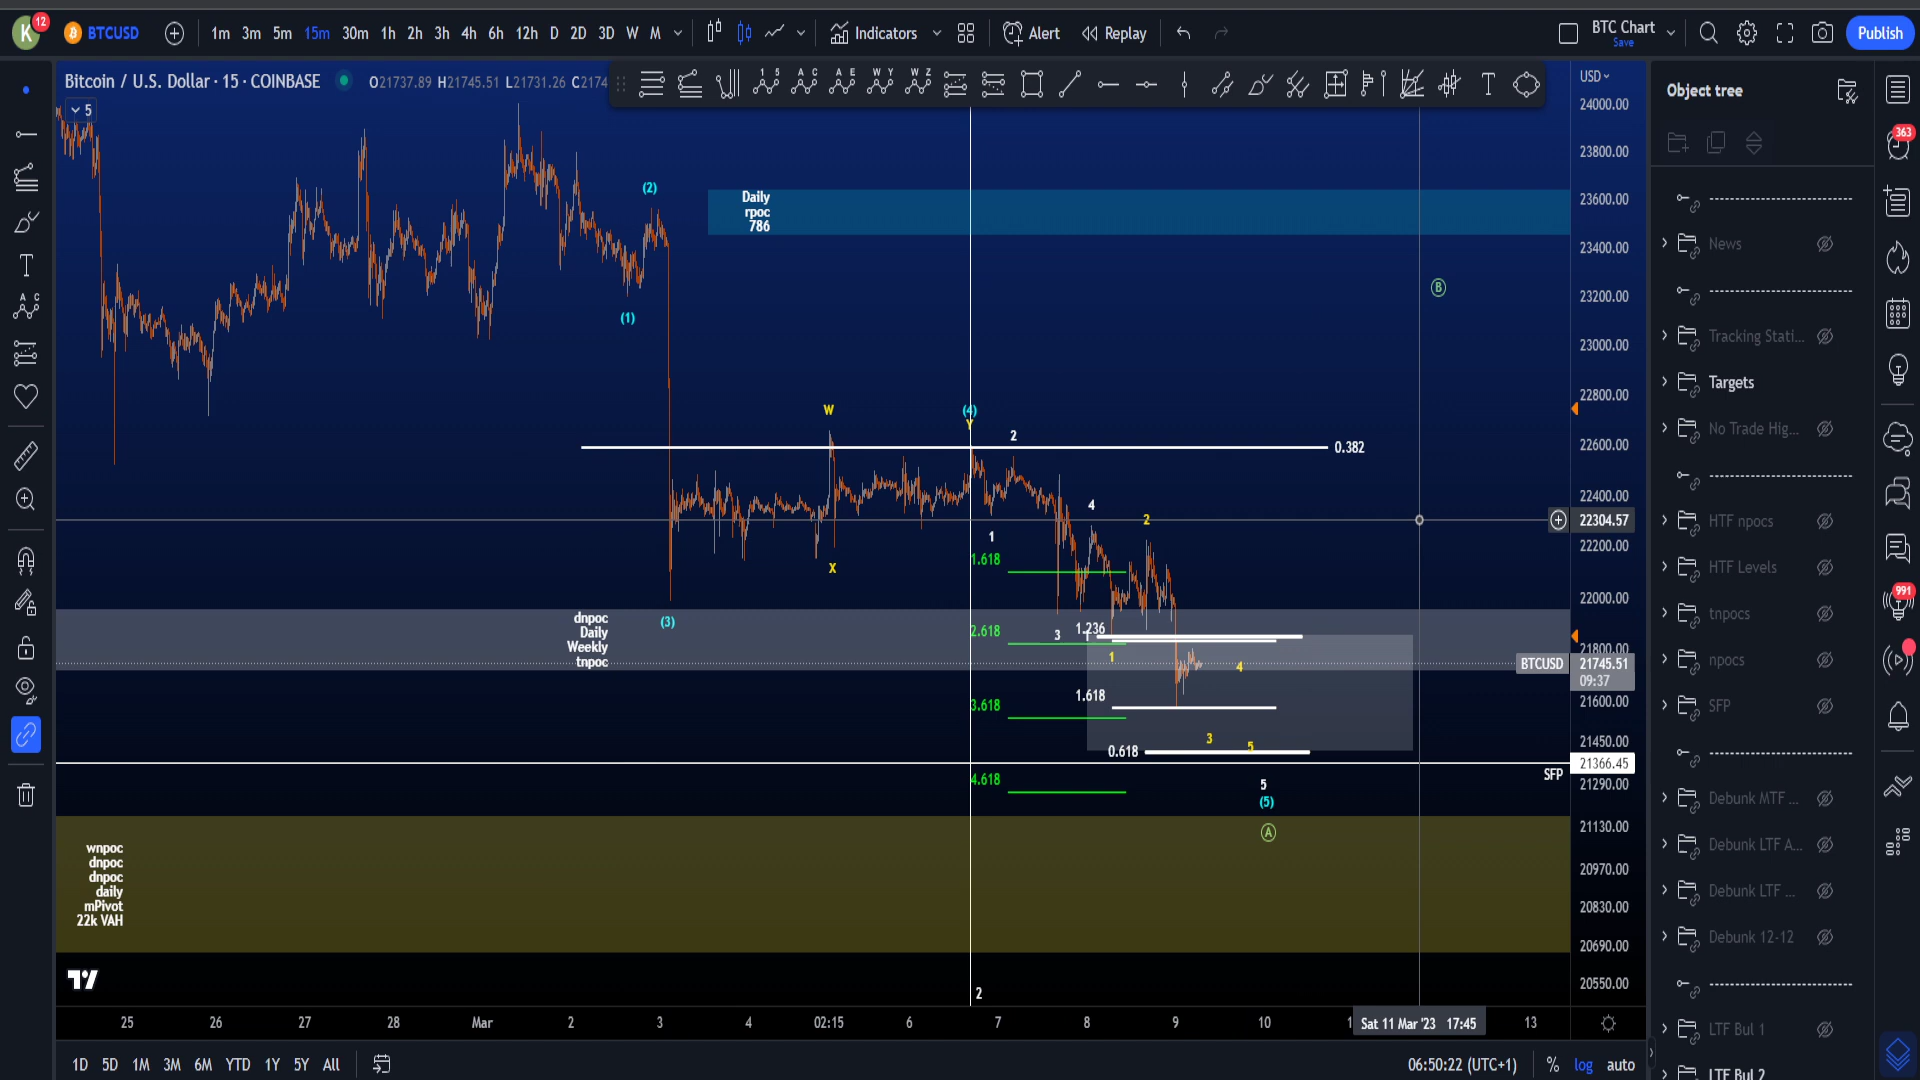 K
12
BTCUSD
1m 3m 5m 15m 30m 1h 2h 3h 4h 6h 12h D 2D 3D W M
Indicators
Alert
Replay
BTC Chart
Save
Publish
Bitcoin / U.S. Dollar · 15 · COINBASE
O21737.89 H21745.51 L21731.26 C2174
5
USD
24000.00
23800.00
23600.00
23400.00
23200.00
23000.00
22800.00
22600.00
22400.00
22304.57
22200.00
22000.00
21800.00
BTCUSD 21745.51
09:37
21600.00
21450.00
21366.45
SFP
21290.00
21130.00
20970.00
20830.00
20690.00
20550.00
Daily
rpoc
786
(2)
(1)
B
W
(4)
Y
2
0.382
4
2
1
X
1.618
(3)
dnpoc
Daily
Weekly
tnpoc
2.618
3
1.236
1
4
1.618
3.618
3
5
0.618
4.618
5
(5)
A
wnpoc
dnpoc
dnpoc
daily
mPivot
22k VAH
2
25 26 27 28 Mar 2 3 4 02:15 6 7 8 9 10 Sat 11 Mar '23 17:45 13
1D 5D 1M 3M 6M YTD 1Y 5Y All
06:50:22 (UTC+1) % log auto
Object tree
News
Tracking Stati...
Targets
No Trade Hig...
HTF npocs
HTF Levels
tnpocs
npocs
SFP
Debunk MTF ...
Debunk LTF A...
Debunk LTF ...
Debunk 12-12
LTF Bul 1
LTF Bul 2
363
991